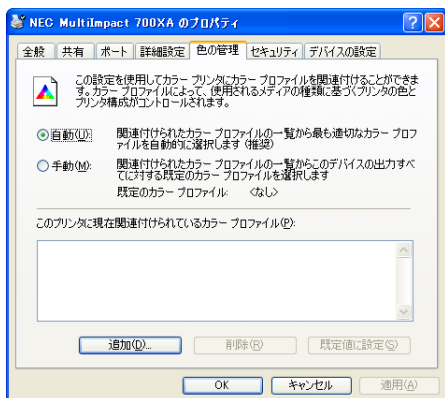 NEC MultiImpact 700XA のプロパティ
全般 共有 ポート 詳細設定 色の管理 セキュリティ デバイスの設定
この設定を使用してカラー プリンタにカラー プロファイルを関連付けることができま
す。カラー プロファイルによって、使用されるメディアの種類に基づくプリンタの色と
プリンタ構成がコントロールされます。
自動(U): 関連付けられたカラー プロファイルの一覧から最も適切なカラー プロフ
ァイルを自動的に選択します (推奨)
手動(M): 関連付けられたカラー プロファイルの一覧からこのデバイスの出力すべ
てに対する既定のカラー プロファイルを選択します
既定のカラー プロファイル: <なし>
このプリンタに現在関連付けられているカラー プロファイル(P):
追加(D)... 削除(R) 既定値に設定(S)
OK キャンセル 適用(A)